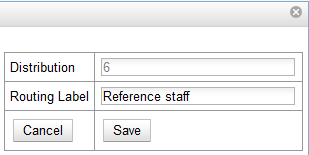 Distribution 6
Routing Label Reference staff
Cancel Save